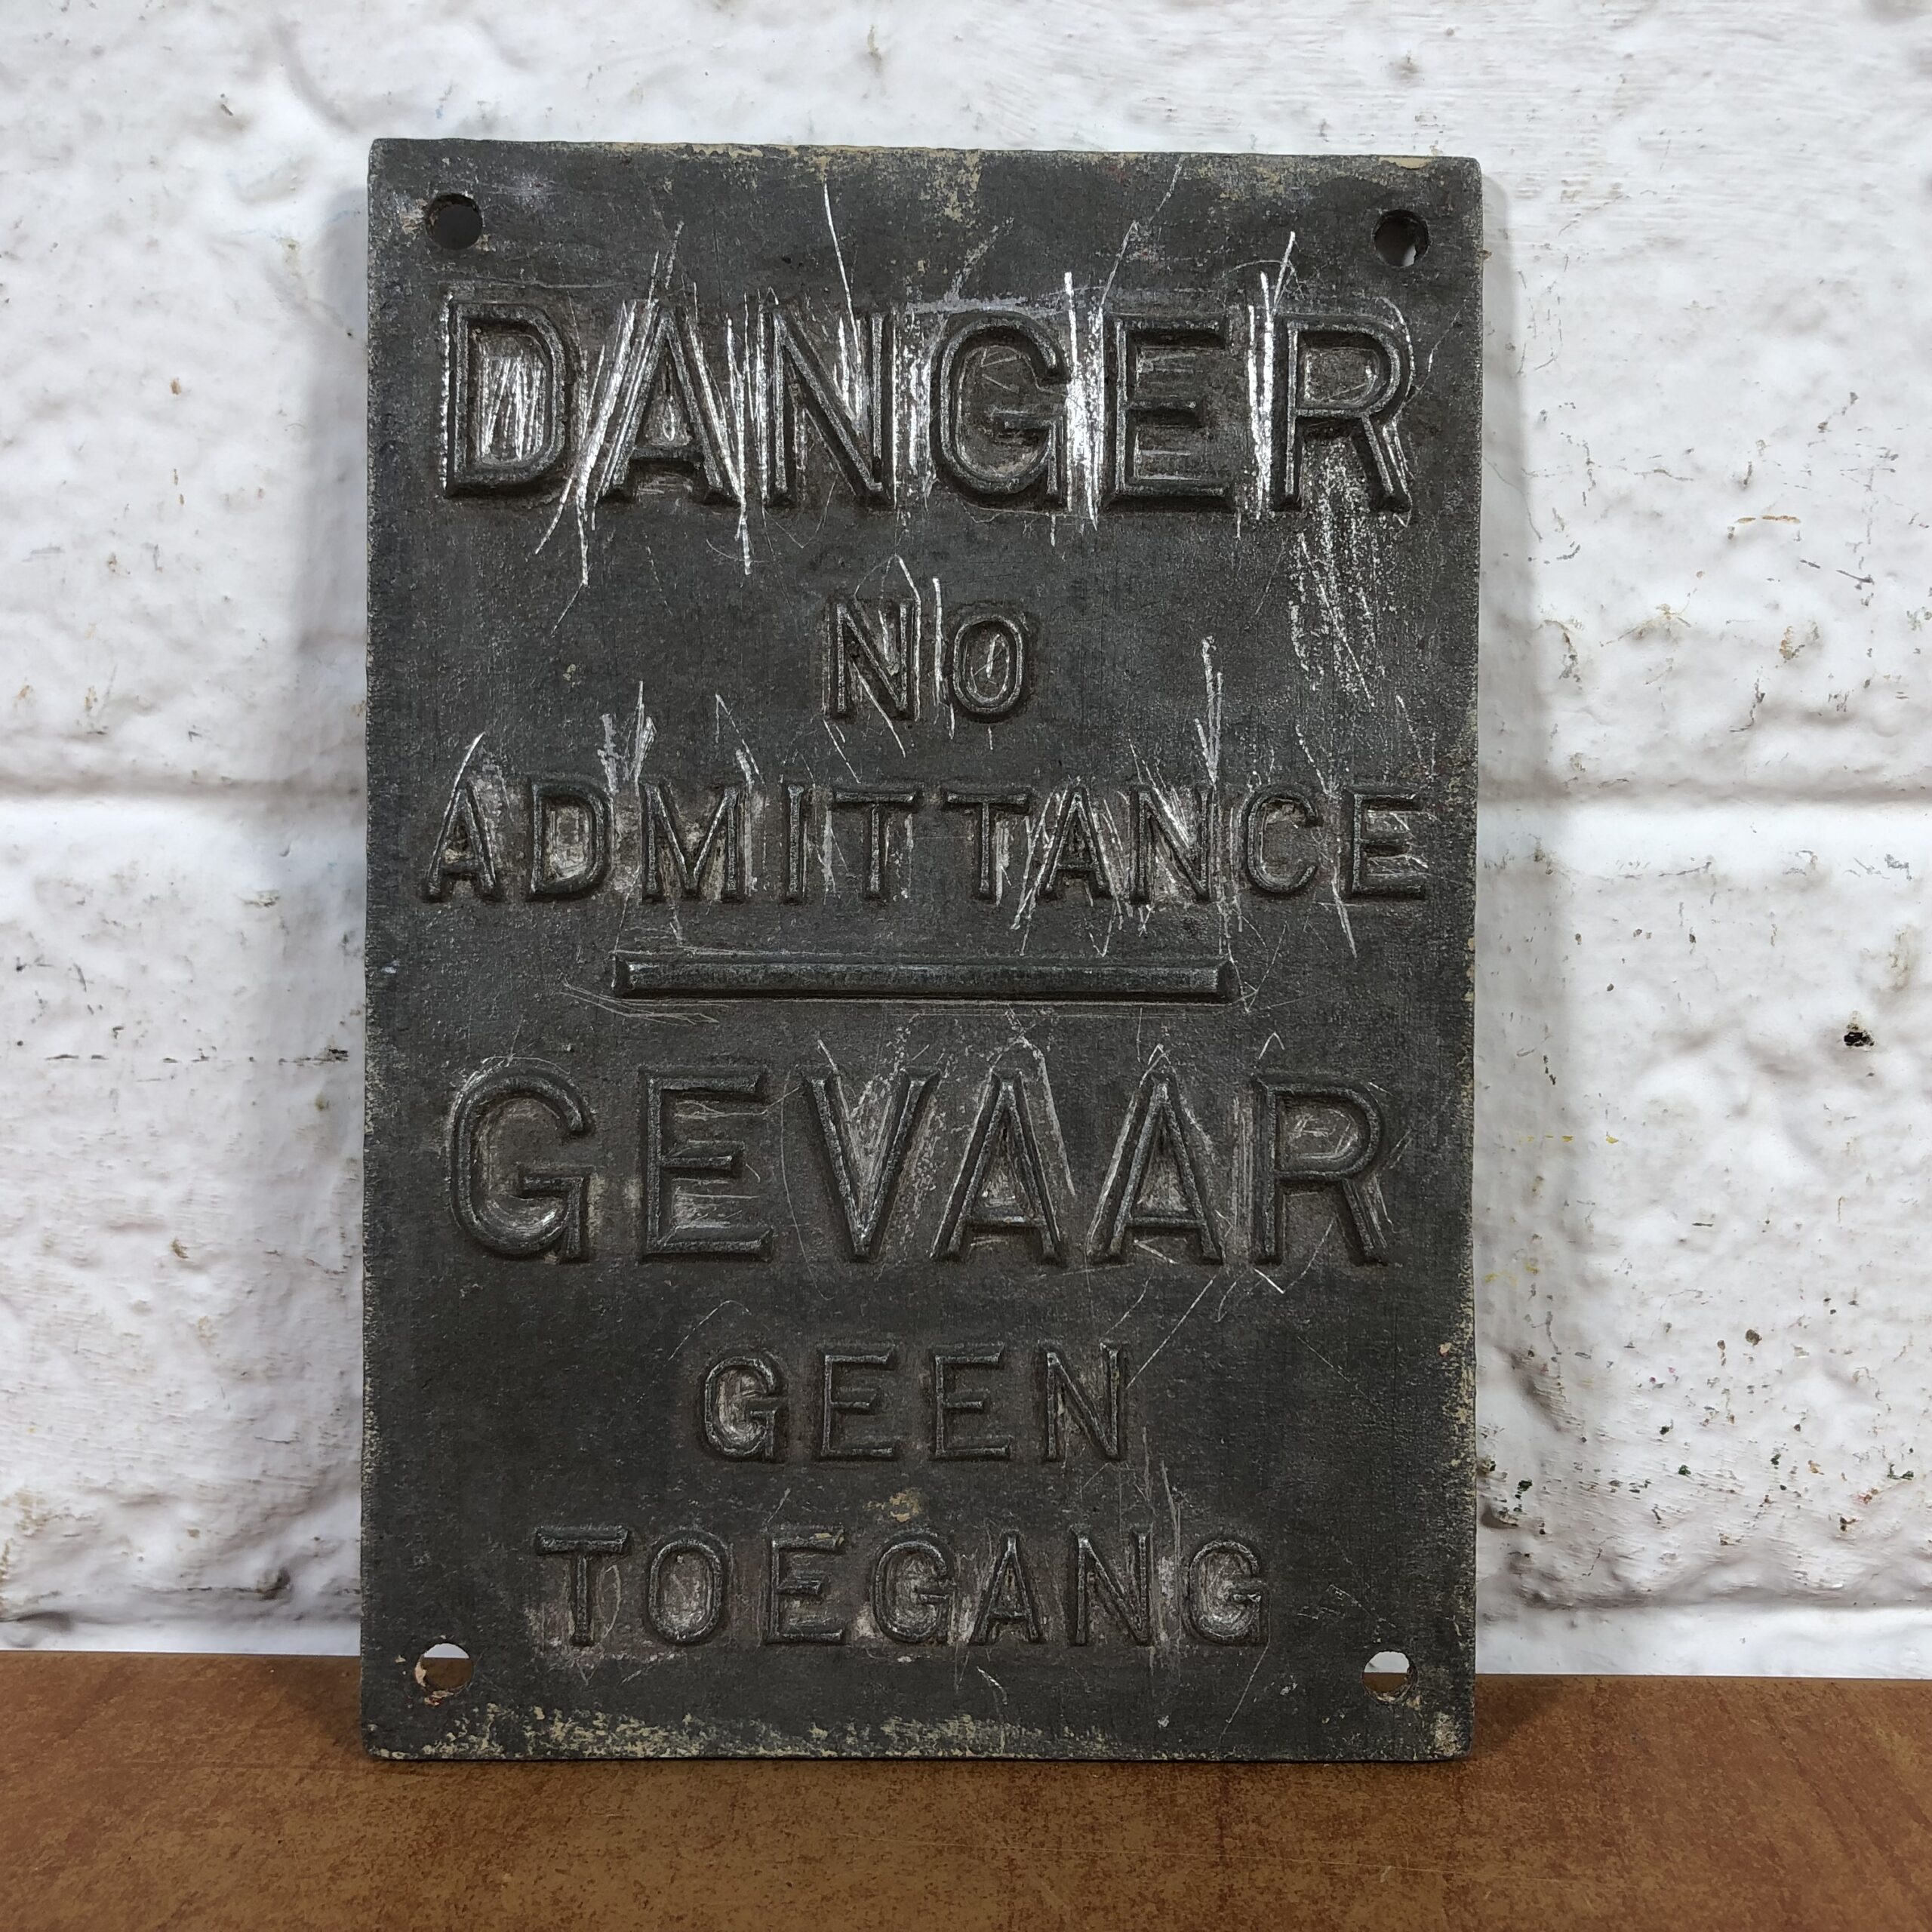 DANGER
NO
ADMITTANCE
GEVAAR
GEEN
TOEGANG